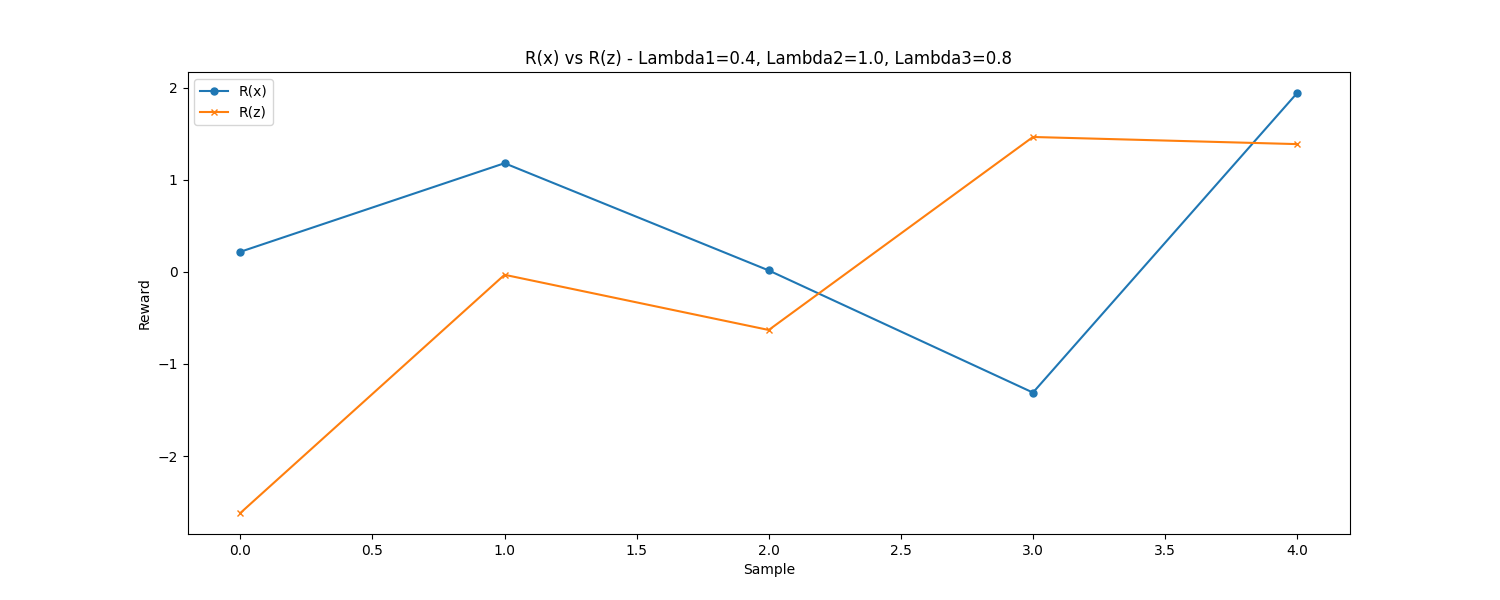 R(x) vs R(z) - Lambda1=0.4, Lambda2=1.0, Lambda3=0.8
R(x)
R(z)
2
1
0
−1
−2
Reward
0.0 0.5 1.0 1.5 2.0 2.5 3.0 3.5 4.0
Sample